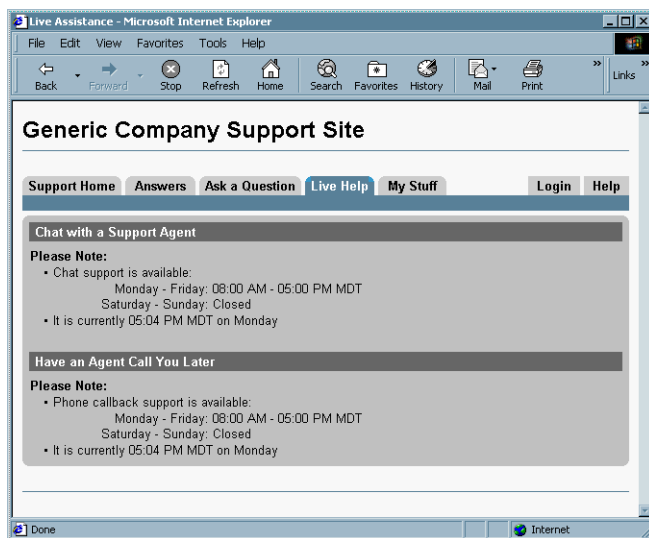 Live Assistance - Microsoft Internet Explorer
File Edit View Favorites Tools Help
Back Forward Stop Refresh Home Search Favorites History Mail Print » Links »
Generic Company Support Site
Support Home Answers Ask a Question Live Help My Stuff Login Help
Chat with a Support Agent
Please Note:
• Chat support is available:
Monday - Friday: 08:00 AM - 05:00 PM MDT
Saturday - Sunday: Closed
• It is currently 05:04 PM MDT on Monday
Have an Agent Call You Later
Please Note:
• Phone callback support is available:
Monday - Friday: 08:00 AM - 05:00 PM MDT
Saturday - Sunday: Closed
• It is currently 05:04 PM MDT on Monday
Done Internet